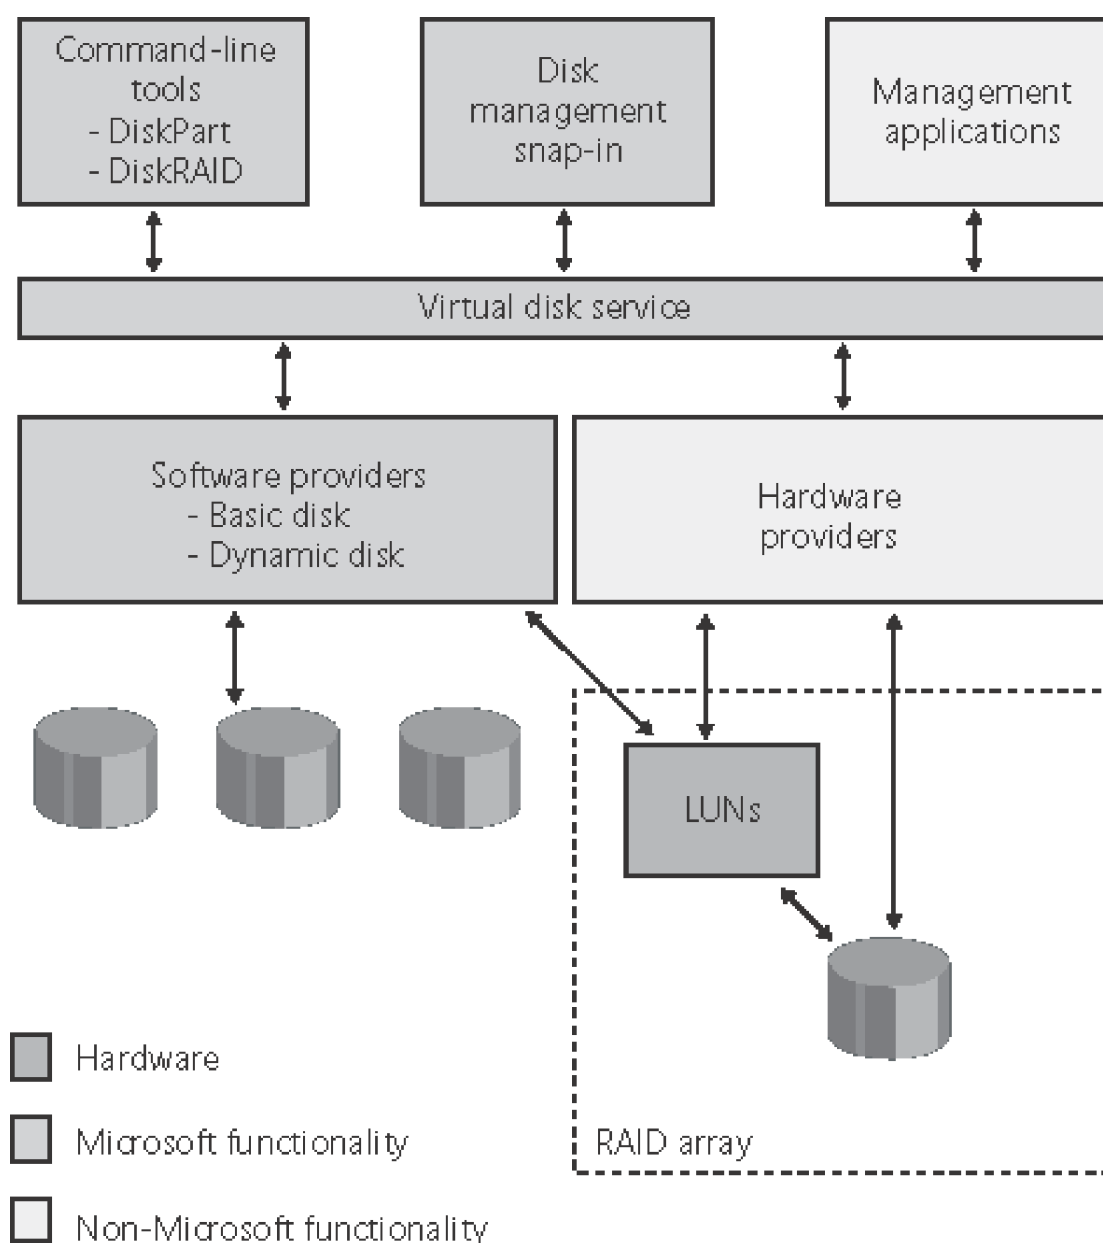 Command-line
tools
- DiskPart
- DiskRAID
Disk
management
snap-in
Management
applications
Virtual disk service
Software providers
- Basic disk
- Dynamic disk
Hardware
providers
LUNs
RAID array
Hardware
Microsoft functionality
Non-Microsoft functionality